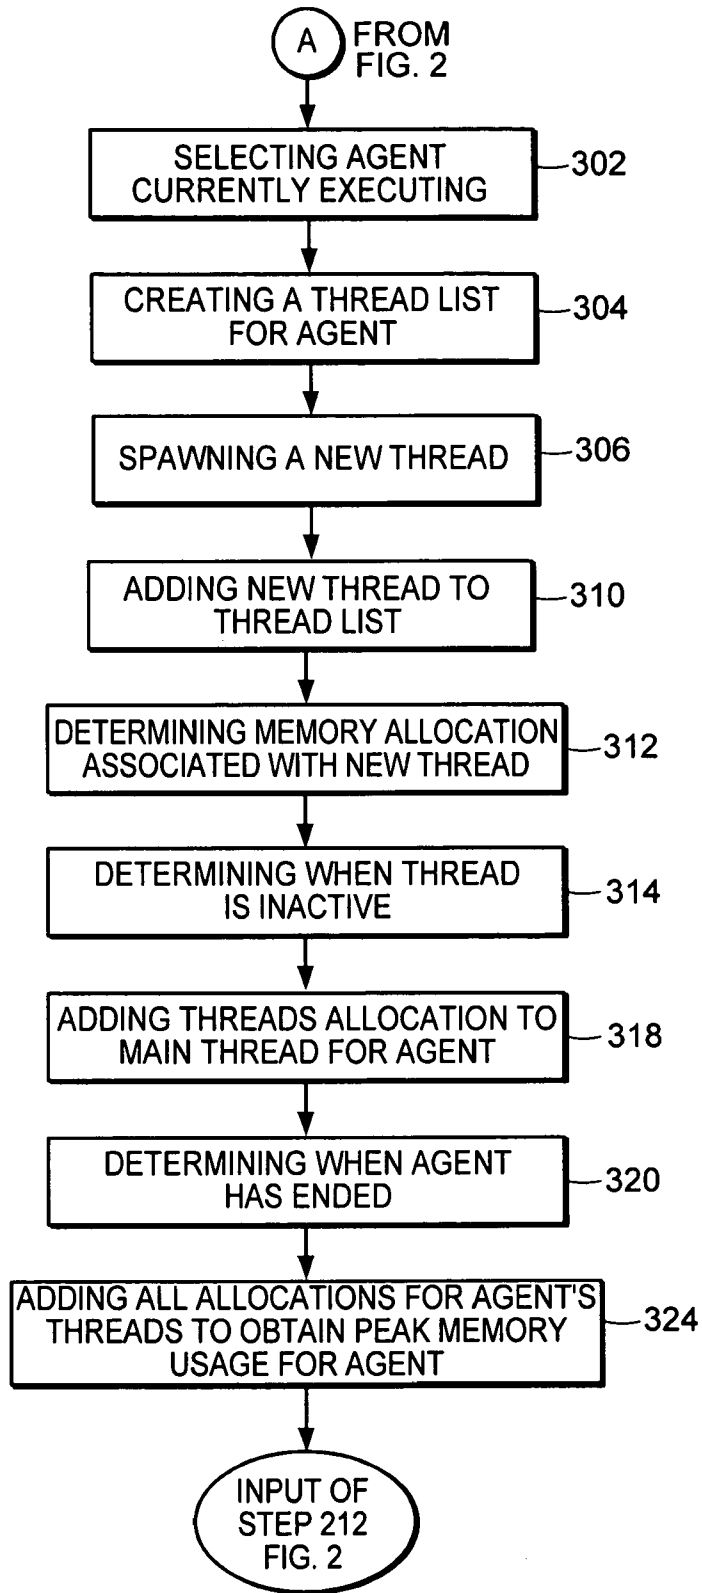 A FROM
FIG. 2
SELECTING AGENT
CURRENTLY EXECUTING
302
CREATING A THREAD LIST
FOR AGENT
304
SPAWNING A NEW THREAD
306
ADDING NEW THREAD TO
THREAD LIST
310
DETERMINING MEMORY ALLOCATION
ASSOCIATED WITH NEW THREAD
312
DETERMINING WHEN THREAD
IS INACTIVE
314
ADDING THREADS ALLOCATION TO
MAIN THREAD FOR AGENT
318
DETERMINING WHEN AGENT
HAS ENDED
320
ADDING ALL ALLOCATIONS FOR AGENT'S
THREADS TO OBTAIN PEAK MEMORY
USAGE FOR AGENT
324
INPUT OF
STEP 212
FIG. 2